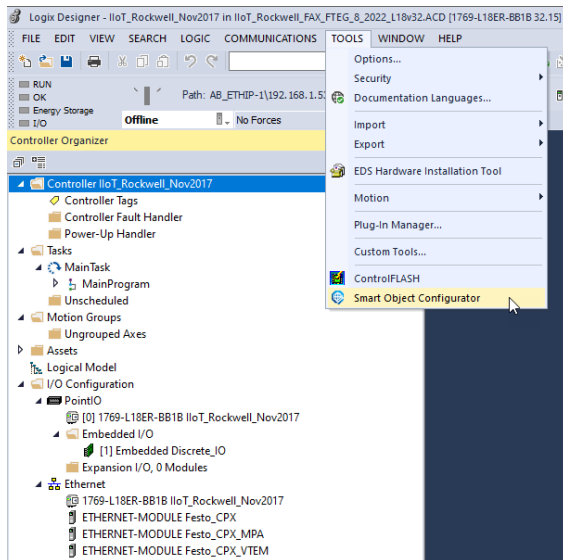 Logix Designer - IIoT_Rockwell_Nov2017 in IIoT_Rockwell_FAX_FTEG_8_2022_L18v32.ACD [1769-L18ER-BB1B 32.15]
FILE EDIT VIEW SEARCH LOGIC COMMUNICATIONS TOOLS WINDOW HELP
RUN
OK
Energy Storage
I/O
Path: AB_ETHIP-1\192.168.1.5
Offline
No Forces
Controller Organizer
Controller IIoT_Rockwell_Nov2017
Controller Tags
Controller Fault Handler
Power-Up Handler
Tasks
MainTask
MainProgram
Unscheduled
Motion Groups
Ungrouped Axes
Assets
Logical Model
I/O Configuration
PointIO
[0] 1769-L18ER-BB1B IIoT_Rockwell_Nov2017
Embedded I/O
[1] Embedded Discrete_IO
Expansion I/O, 0 Modules
Ethernet
1769-L18ER-BB1B IIoT_Rockwell_Nov2017
ETHERNET-MODULE Festo_CPX
ETHERNET-MODULE Festo_CPX_MPA
ETHERNET-MODULE Festo_CPX_VTEM
Options...
Security
Documentation Languages...
Import
Export
EDS Hardware Installation Tool
Motion
Plug-In Manager...
Custom Tools...
ControlFLASH
Smart Object Configurator